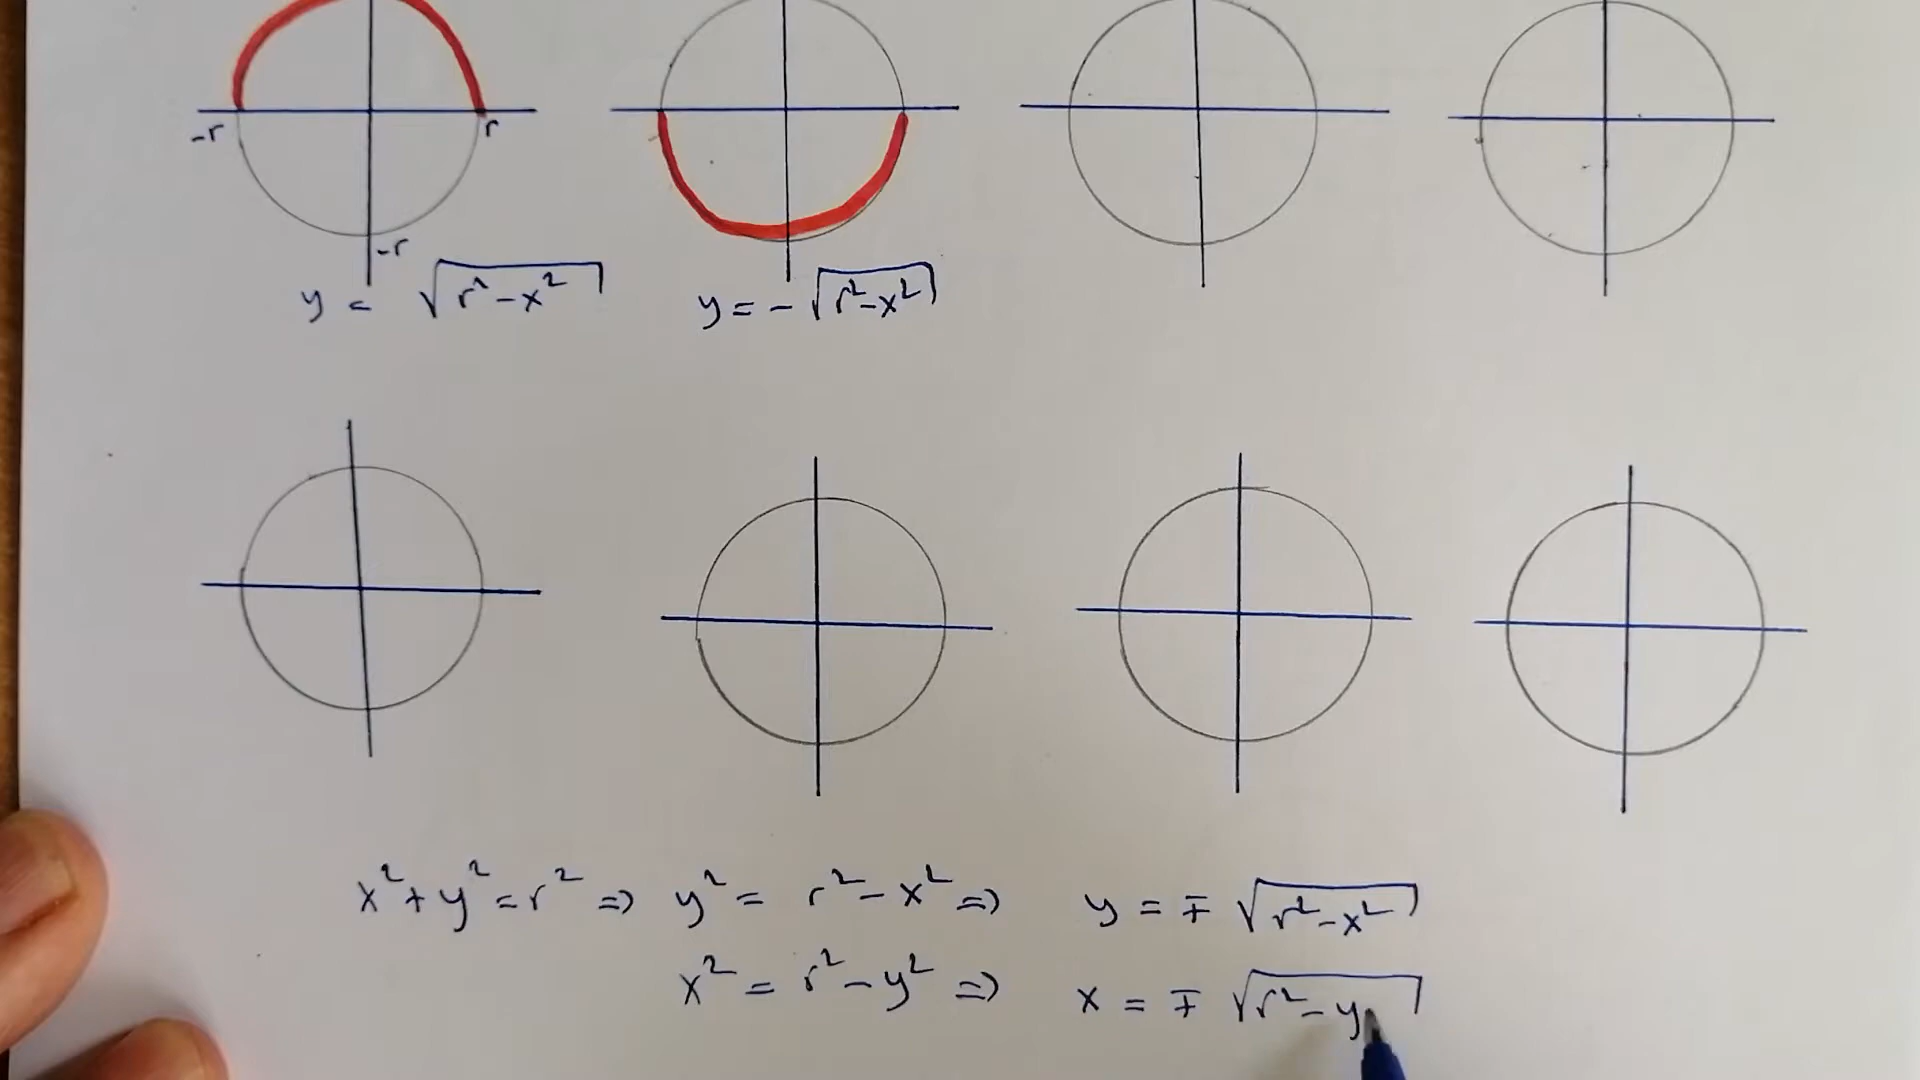 -r r
-r
y = √(r² - x²)
y = - √(r² - x²)
x² + y² = r² ⇒ y² = r² - x² ⇒ y = ∓ √(r² - x²)
x² = r² - y² ⇒ x = ∓ √(r² - y